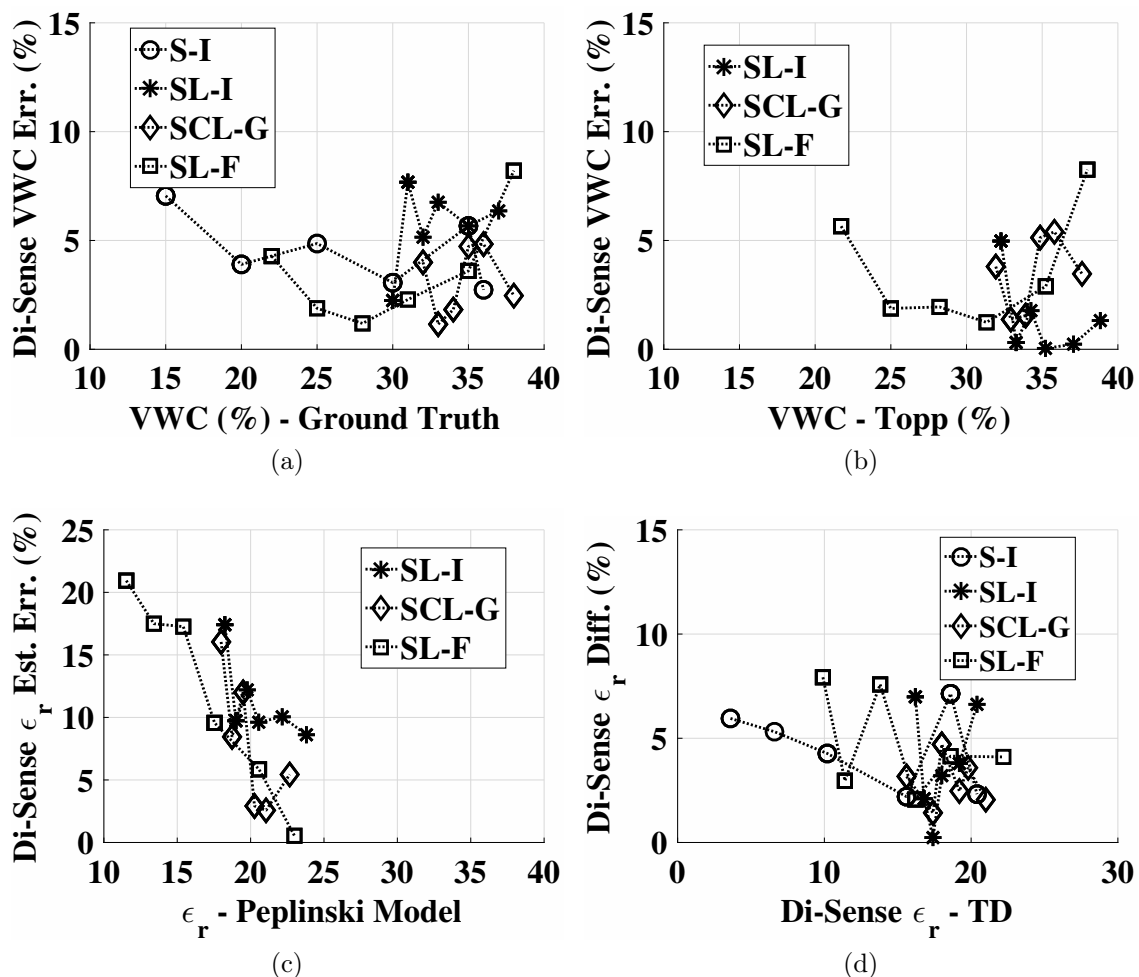 Di-Sense VWC Err. (%)
15
10
5
0
S-I
SL-I
SCL-G
SL-F
10 15 20 25 30 35 40
VWC (%) - Ground Truth
(a)
Di-Sense VWC Err. (%)
15
10
5
0
SL-I
SCL-G
SL-F
10 15 20 25 30 35 40
VWC - Topp (%)
(b)
Di-Sense ϵr Est. Err. (%)
25
20
15
10
5
0
SL-I
SCL-G
SL-F
10 15 20 25 30 35 40
ϵr - Peplinski Model
(c)
Di-Sense ϵr Diff. (%)
15
10
5
0
S-I
SL-I
SCL-G
SL-F
0 10 20 30
Di-Sense ϵr - TD
(d)